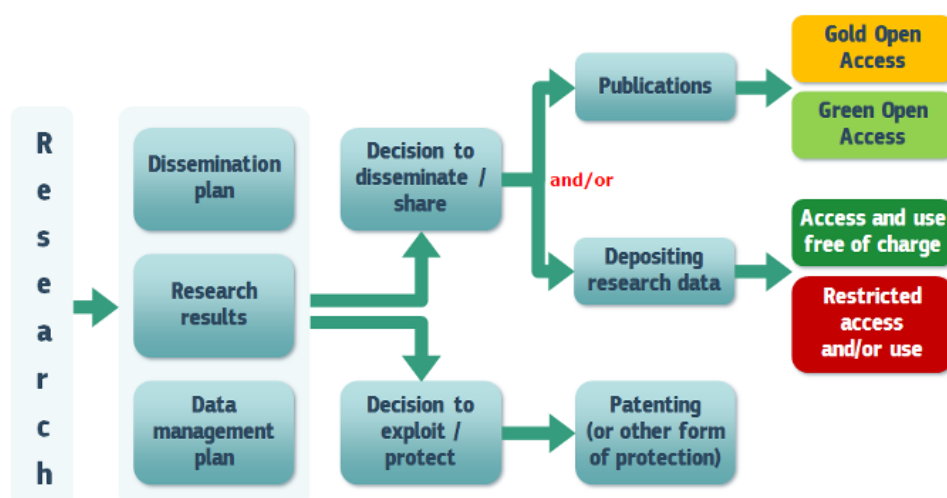 Research
Dissemination
plan
Research
results
Data
management
plan
Decision to
disseminate /
share
Decision to
exploit /
protect
and/or
Publications
Depositing
research data
Patenting
(or other form
of protection)
Gold Open
Access
Green Open
Access
Access and use
free of charge
Restricted
access
and/or use